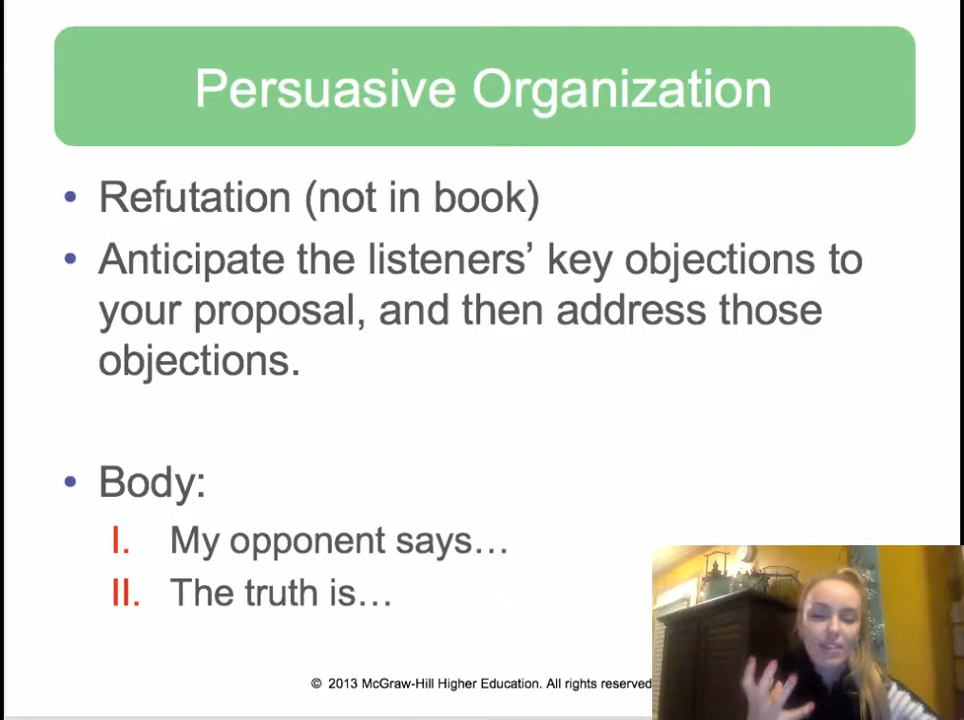 Persuasive Organization
• Refutation (not in book)
• Anticipate the listeners’ key objections to
your proposal, and then address those
objections.
• Body:
I. My opponent says…
II. The truth is…
© 2013 McGraw-Hill Higher Education. All rights reserved